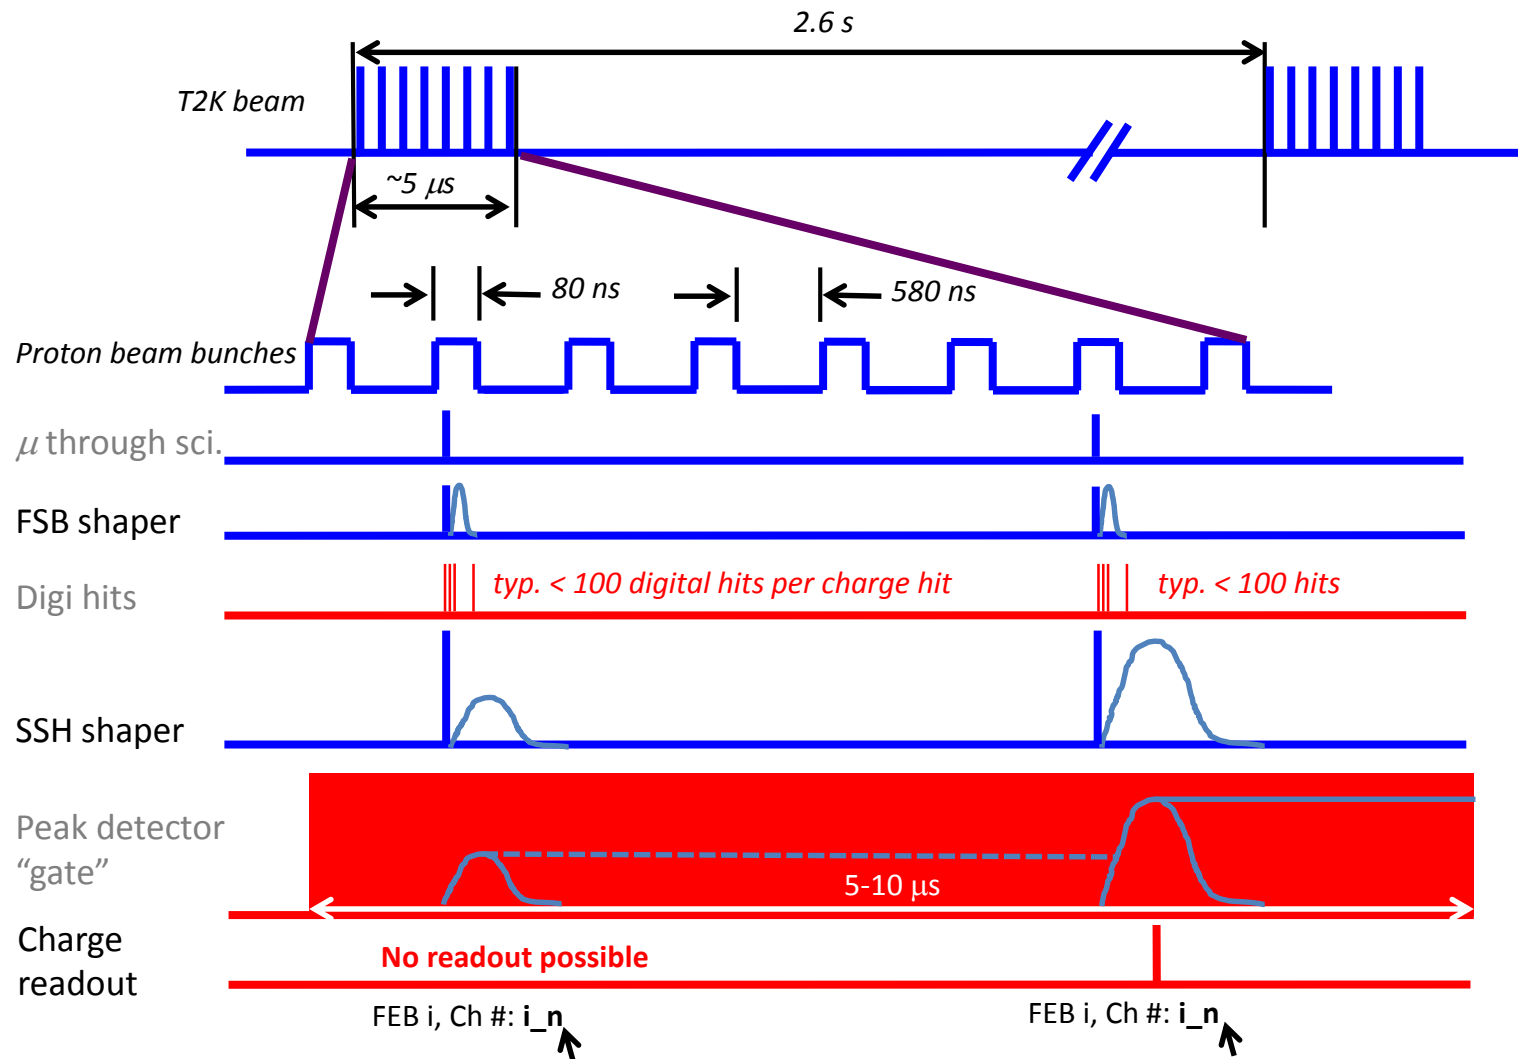 2.6 s
T2K beam
~5 μs
80 ns
580 ns
Proton beam bunches
μ through sci.
FSB shaper
Digi hits
typ. < 100 digital hits per charge hit
typ. < 100 hits
SSH shaper
Peak detector
“gate”
5-10 μs
Charge
readout
No readout possible
FEB i, Ch #: i_n
FEB i, Ch #: i_n